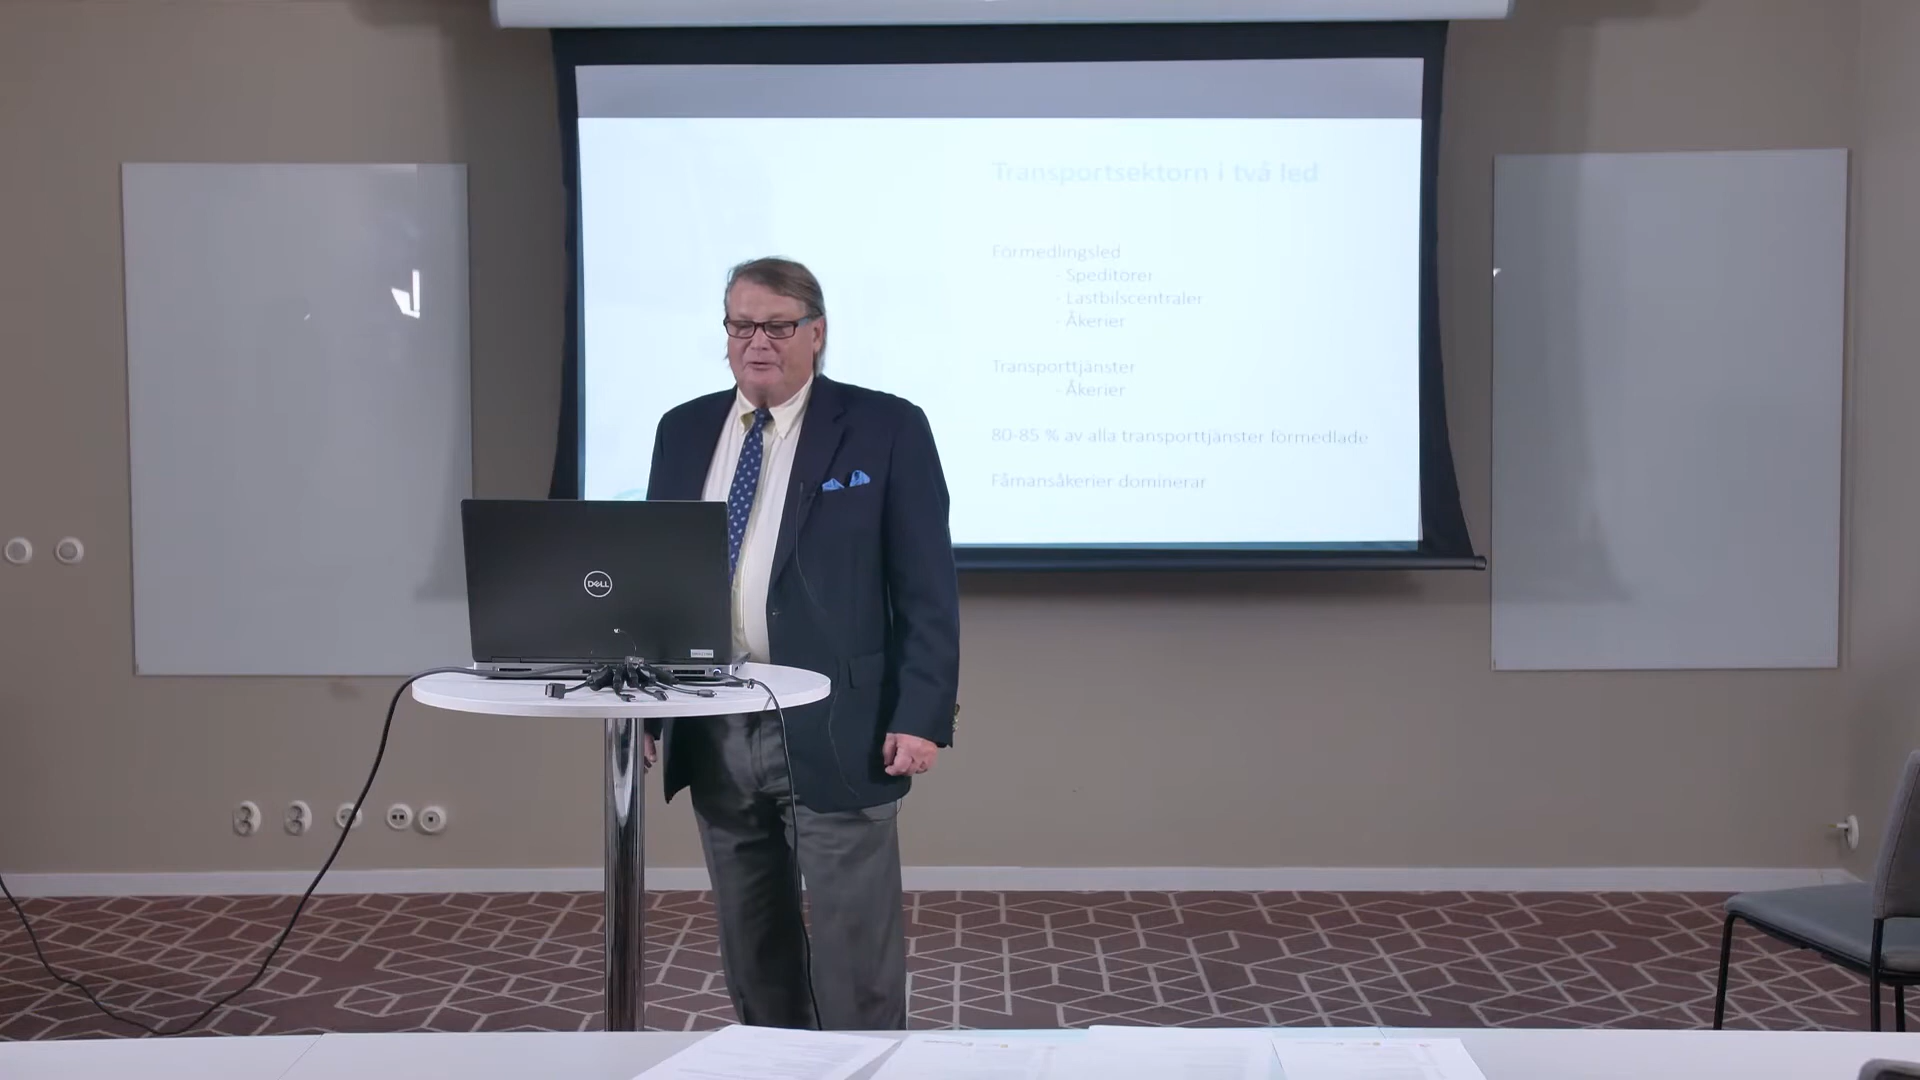 Transportsektorn i två led
Förmedlingsled
- Speditörer
- Lastbilscentraler
- Åkerier
Transporttjänster
- Åkerier
80-85 % av alla transporttjänster förmedlade
Fåmansåkerier dominerar
DELL